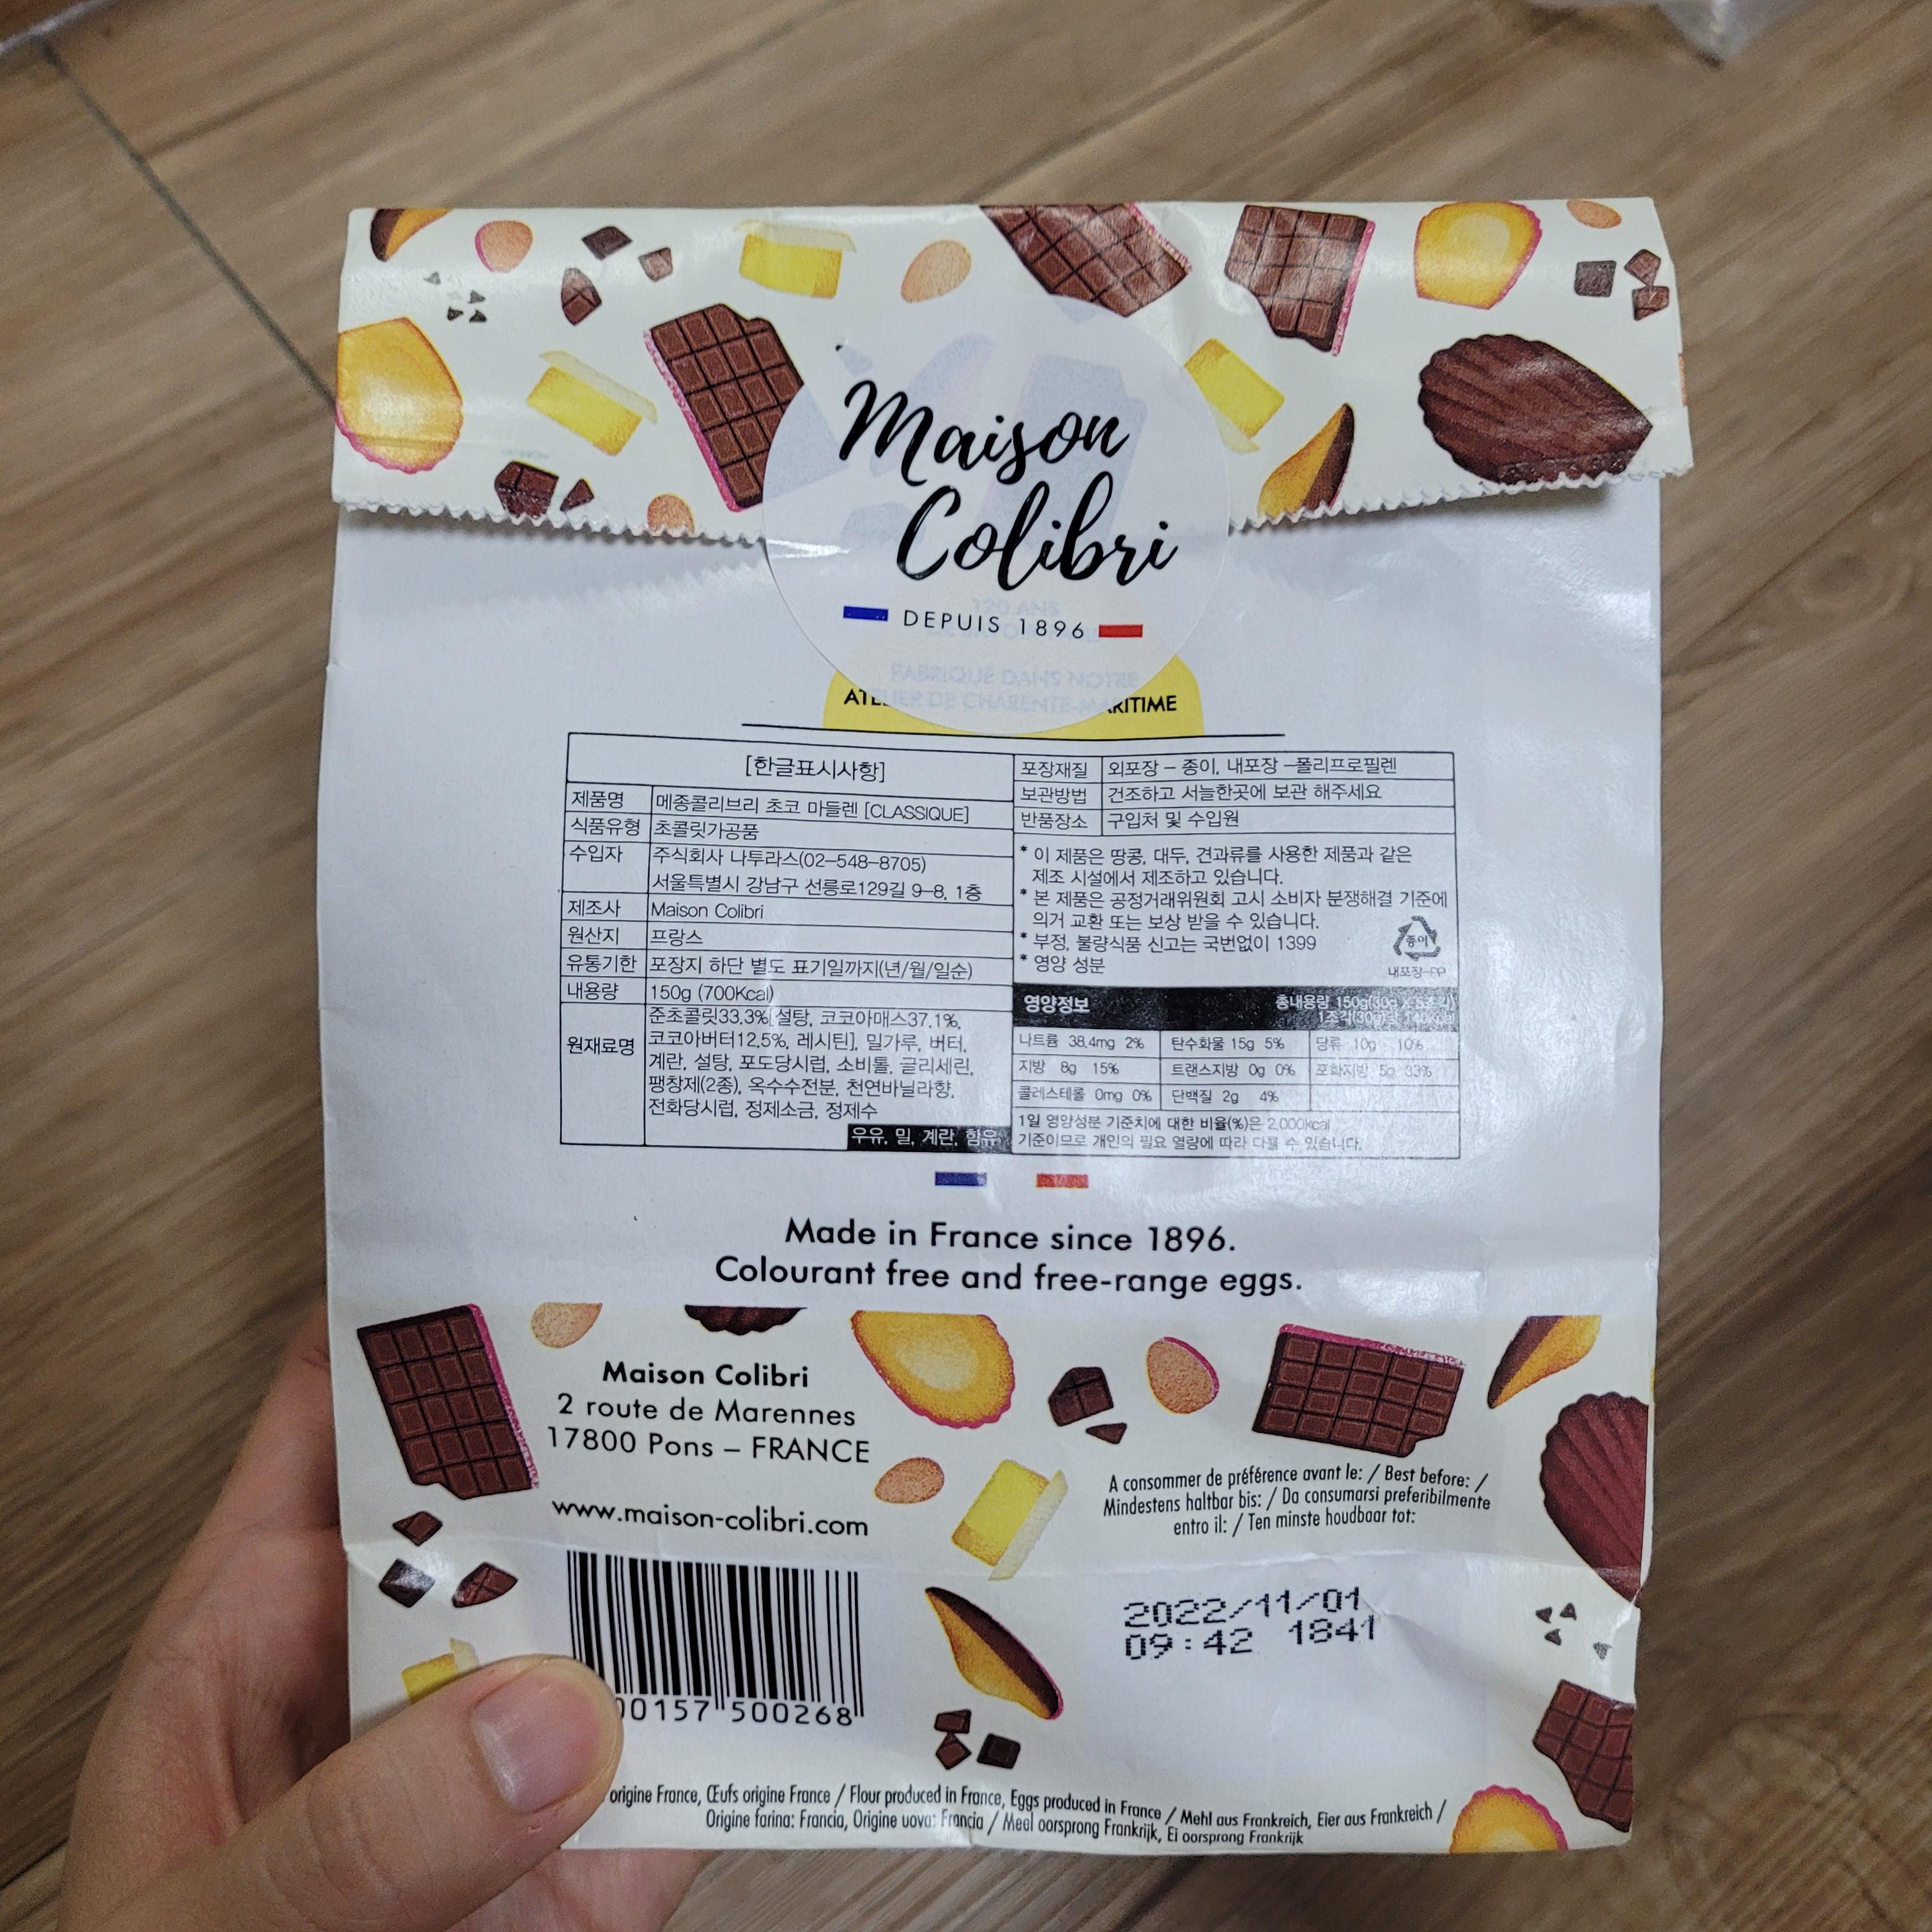 Maison
Colibri
DEPUIS 1896
120 ANS
FABRIQUÉ DANS NOTRE
ATELIER DE CHARENTE-MARITIME
[한글표시사항]
제품명 메종콜리브리 초코 마들렌 [CLASSIQUE]
식품유형 초콜릿가공품
수입자 주식회사 나투라스(02-548-8705)
서울특별시 강남구 선릉로129길 9-8, 1층
제조사 Maison Colibri
원산지 프랑스
유통기한 포장지 하단 별도 표기일까지(년/월/일순)
내용량 150g (700Kcal)
원재료명 준초콜릿33.3%[설탕, 코코아매스37.1%,
코코아버터12.5%, 레시틴], 밀가루, 버터,
계란, 설탕, 포도당시럽, 소비톨, 글리세린,
팽창제(2종), 옥수수전분, 천연바닐라향,
전화당시럽, 정제소금, 정제수
우유, 밀, 계란, 함유
포장재질 외포장 – 종이, 내포장 –폴리프로필렌
보관방법 건조하고 서늘한곳에 보관 해주세요
반품장소 구입처 및 수입원
* 이 제품은 땅콩, 대두, 견과류를 사용한 제품과 같은
제조 시설에서 제조하고 있습니다.
* 본 제품은 공정거래위원회 고시 소비자 분쟁해결 기준에
의거 교환 또는 보상 받을 수 있습니다.
* 부정, 불량식품 신고는 국번없이 1399
* 영양 성분
종이
내포장-PP
영양정보 총내용량 150g(30g X 5조각)
1조각(30g)당 140kcal
나트륨 38.4mg 2% 탄수화물 15g 5% 당류 10g 10%
지방 8g 15% 트랜스지방 0g 0% 포화지방 5g 33%
콜레스테롤 0mg 0% 단백질 2g 4%
1일 영양성분 기준치에 대한 비율(%)은 2,000kcal
기준이므로 개인의 필요 열량에 따라 다를 수 있습니다.
Made in France since 1896.
Colourant free and free-range eggs.
Maison Colibri
2 route de Marennes
17800 Pons – FRANCE
www.maison-colibri.com
A consommer de préférence avant le: / Best before: /
Mindestens haltbar bis: / Da consumarsi preferibilmente
entro il: / Ten minste houdbaar tot:
2022/11/01
09:42 1841
00157 500268
origine France, Œufs origine France / Flour produced in France, Eggs produced in France / Mehl aus Frankreich, Eier aus Frankreich /
Origine farina: Francia, Origine uova: Francia / Meel oorsprong Frankrijk, Ei oorsprong Frankrijk